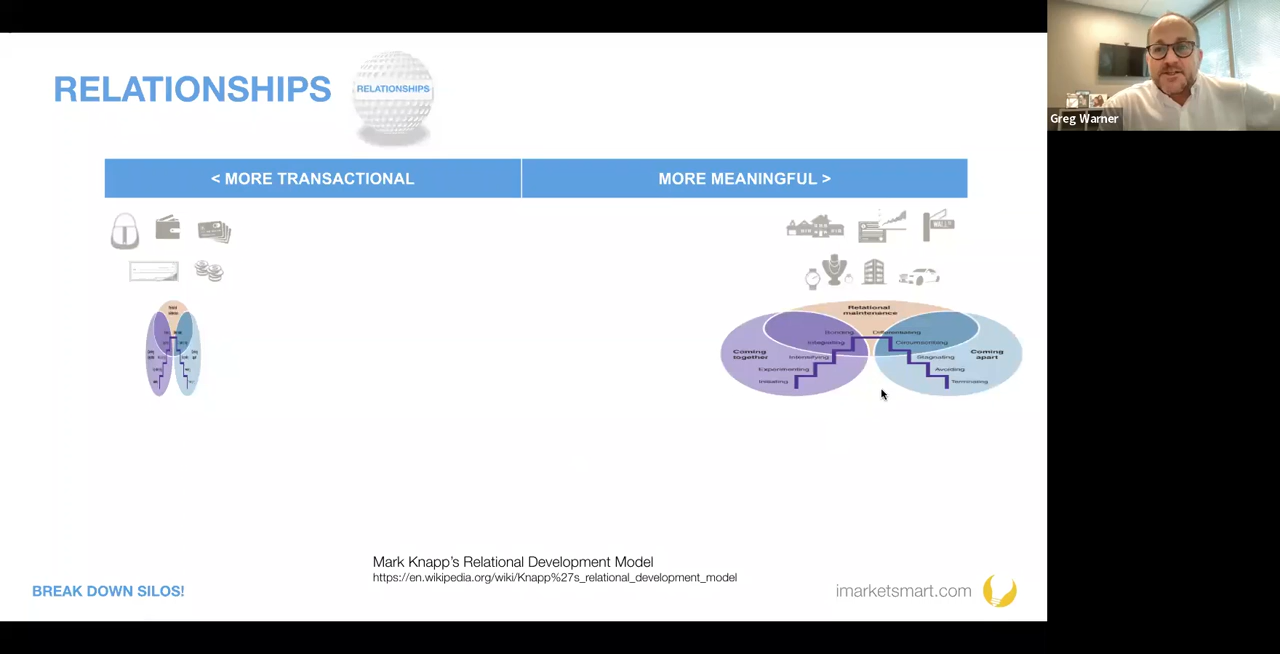 RELATIONSHIPS
RELATIONSHIPS
Greg Warner
< MORE TRANSACTIONAL
MORE MEANINGFUL >
Relational
maintenance
Bonding
Differentiating
Integrating
Circumscribing
Coming
together
Intensifying
Stagnating
Coming
apart
Experimenting
Avoiding
Initiating
Terminating
Mark Knapp's Relational Development Model
https://en.wikipedia.org/wiki/Knapp%27s_relational_development_model
BREAK DOWN SILOS!
imarketsmart.com